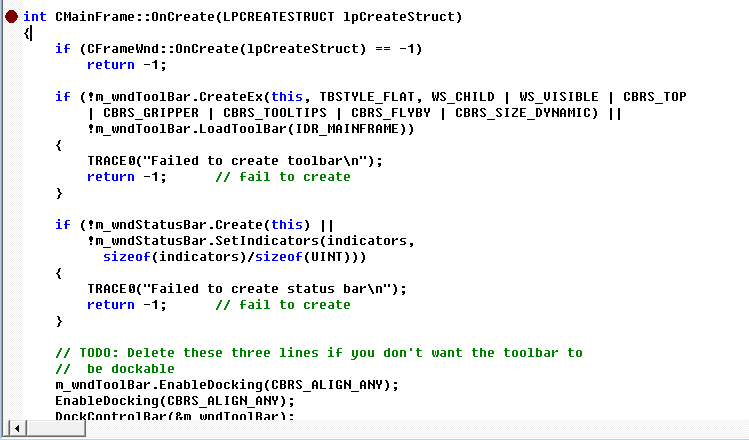 int CMainFrame::OnCreate(LPCREATESTRUCT lpCreateStruct)
{
    if (CFrameWnd::OnCreate(lpCreateStruct) == -1)
        return -1;

    if (!m_wndToolBar.CreateEx(this, TBSTYLE_FLAT, WS_CHILD | WS_VISIBLE | CBRS_TOP
        | CBRS_GRIPPER | CBRS_TOOLTIPS | CBRS_FLYBY | CBRS_SIZE_DYNAMIC) ||
        !m_wndToolBar.LoadToolBar(IDR_MAINFRAME))
    {
        TRACE0("Failed to create toolbar\n");
        return -1;      // fail to create
    }

    if (!m_wndStatusBar.Create(this) ||
        !m_wndStatusBar.SetIndicators(indicators,
          sizeof(indicators)/sizeof(UINT)))
    {
        TRACE0("Failed to create status bar\n");
        return -1;      // fail to create
    }

    // TODO: Delete these three lines if you don't want the toolbar to
    //  be dockable
    m_wndToolBar.EnableDocking(CBRS_ALIGN_ANY);
    EnableDocking(CBRS_ALIGN_ANY);
    DockControlBar(&m_wndToolBar);